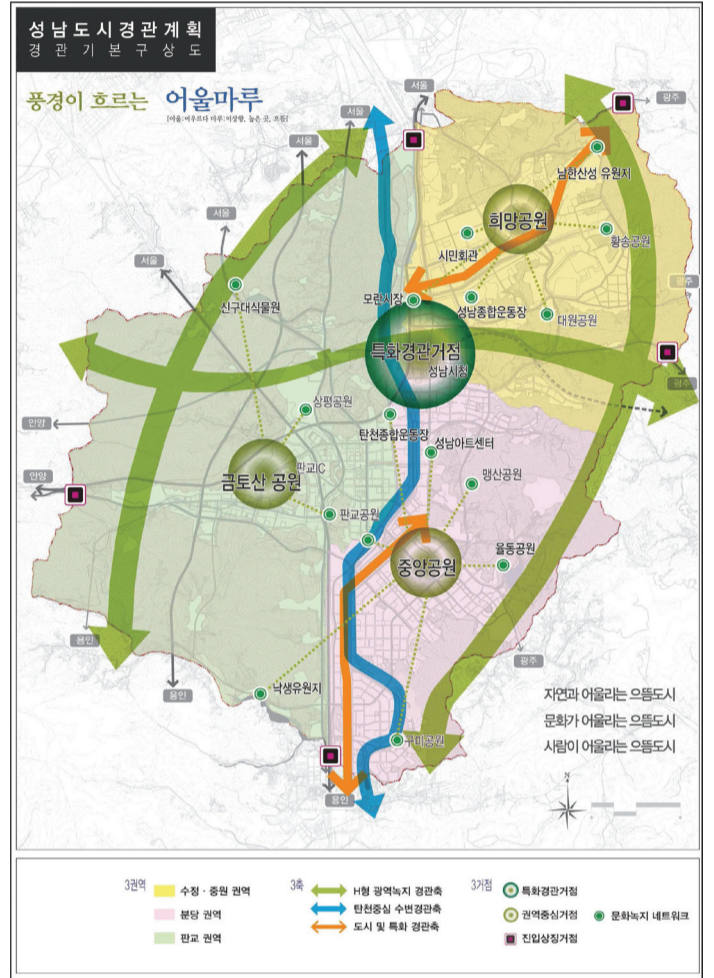 성남도시경관계획
경관기본구상도
풍경이 흐르는 어울마루
[어울:어우르다 마루:이상향, 높은 곳, 으뜸]
서울
서울
서울
서울
서울
광주
남한산성 유원지
희망공원
시민회관
황송공원
신구대식물원
모란시장
성남종합운동장
대원공원
광주
특화경관거점
성남시청
광주
상평공원
안양
탄천종합운동장
성남아트센터
판교IC
맹산공원
안양
금토산 공원
판교공원
중앙공원
율동공원
용인
광주
용인
낙생유원지
구미공원
용인
자연과 어울리는 으뜸도시
문화가 어울리는 으뜸도시
사람이 어울리는 으뜸도시
N
3권역
수정 · 중원 권역
분당 권역
판교 권역
3축
H형 광역녹지 경관축
탄천중심 수변경관축
도시 및 특화 경관축
3거점
특화경관거점
권역중심거점
문화녹지 네트워크
진입상징거점